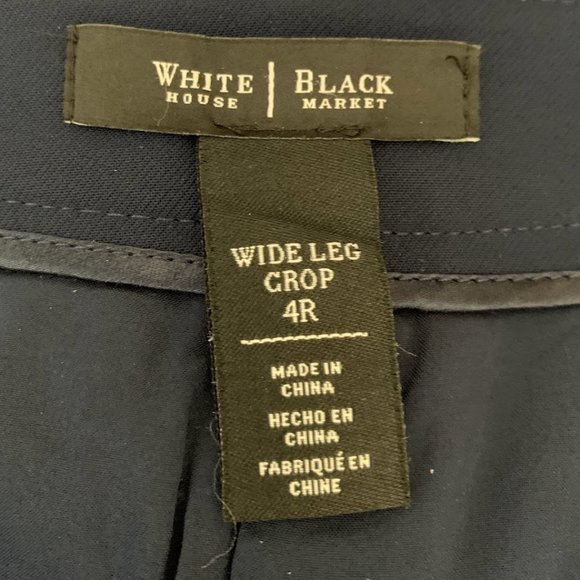 WHITE | BLACK
HOUSE MARKET
WIDE LEG
CROP
4R
MADE IN
CHINA
HECHO EN
CHINA
FABRIQUÉ EN
CHINE